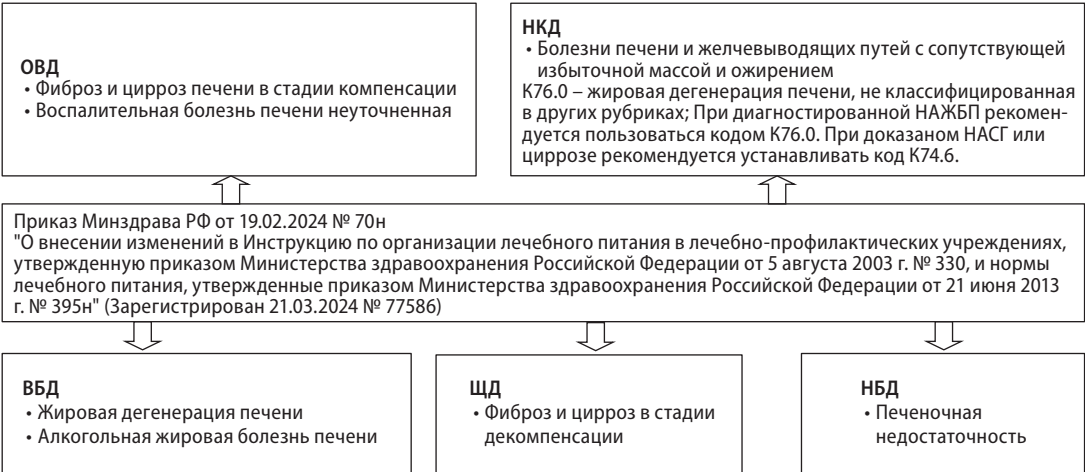 ОВД
• Фиброз и цирроз печени в стадии компенсации
• Воспалительная болезнь печени неуточненная
НКД
• Болезни печени и желчевыводящих путей с сопутствующей
избыточной массой и ожирением
К76.0 – жировая дегенерация печени, не классифицированная
в других рубриках; При диагностированной НАЖБП рекомен-
дуется пользоваться кодом К76.0. При доказаном НАСГ или
циррозе рекомендуется устанавливать код К74.6.
Приказ Минздрава РФ от 19.02.2024 № 70н
"О внесении изменений в Инструкцию по организации лечебного питания в лечебно-профилактических учреждениях,
утвержденную приказом Министерства здравоохранения Российской Федерации от 5 августа 2003 г. № 330, и нормы
лечебного питания, утвержденные приказом Министерства здравоохранения Российской Федерации от 21 июня 2013
г. № 395н" (Зарегистрирован 21.03.2024 № 77586)
ВБД
• Жировая дегенерация печени
• Алкогольная жировая болезнь печени
ЩД
• Фиброз и цирроз в стадии
декомпенсации
НБД
• Печеночная
недостаточность